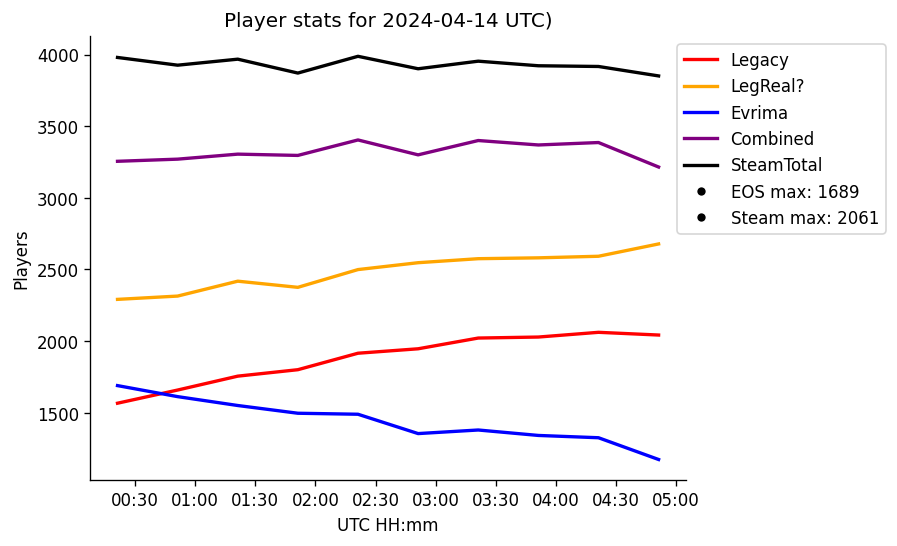 Player stats for 2024-04-14 UTC)
4000
3500
3000
2500
2000
1500
Players
00:30 01:00 01:30 02:00 02:30 03:00 03:30 04:00 04:30 05:00
UTC HH:mm
Legacy
LegReal?
Evrima
Combined
SteamTotal
EOS max: 1689
Steam max: 2061